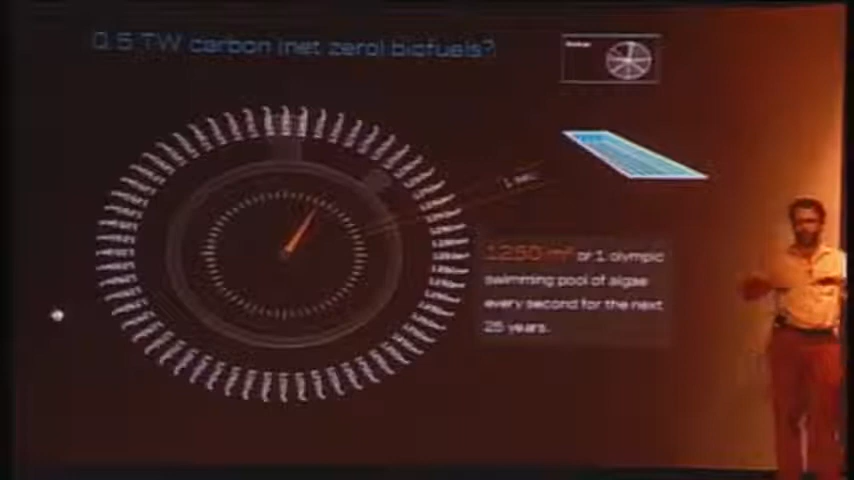 0.5 TW carbon (net zero) biofuels?
1 sec
1250 m² or 1 olympic
swimming pool of algae
every second for the next
25 years.